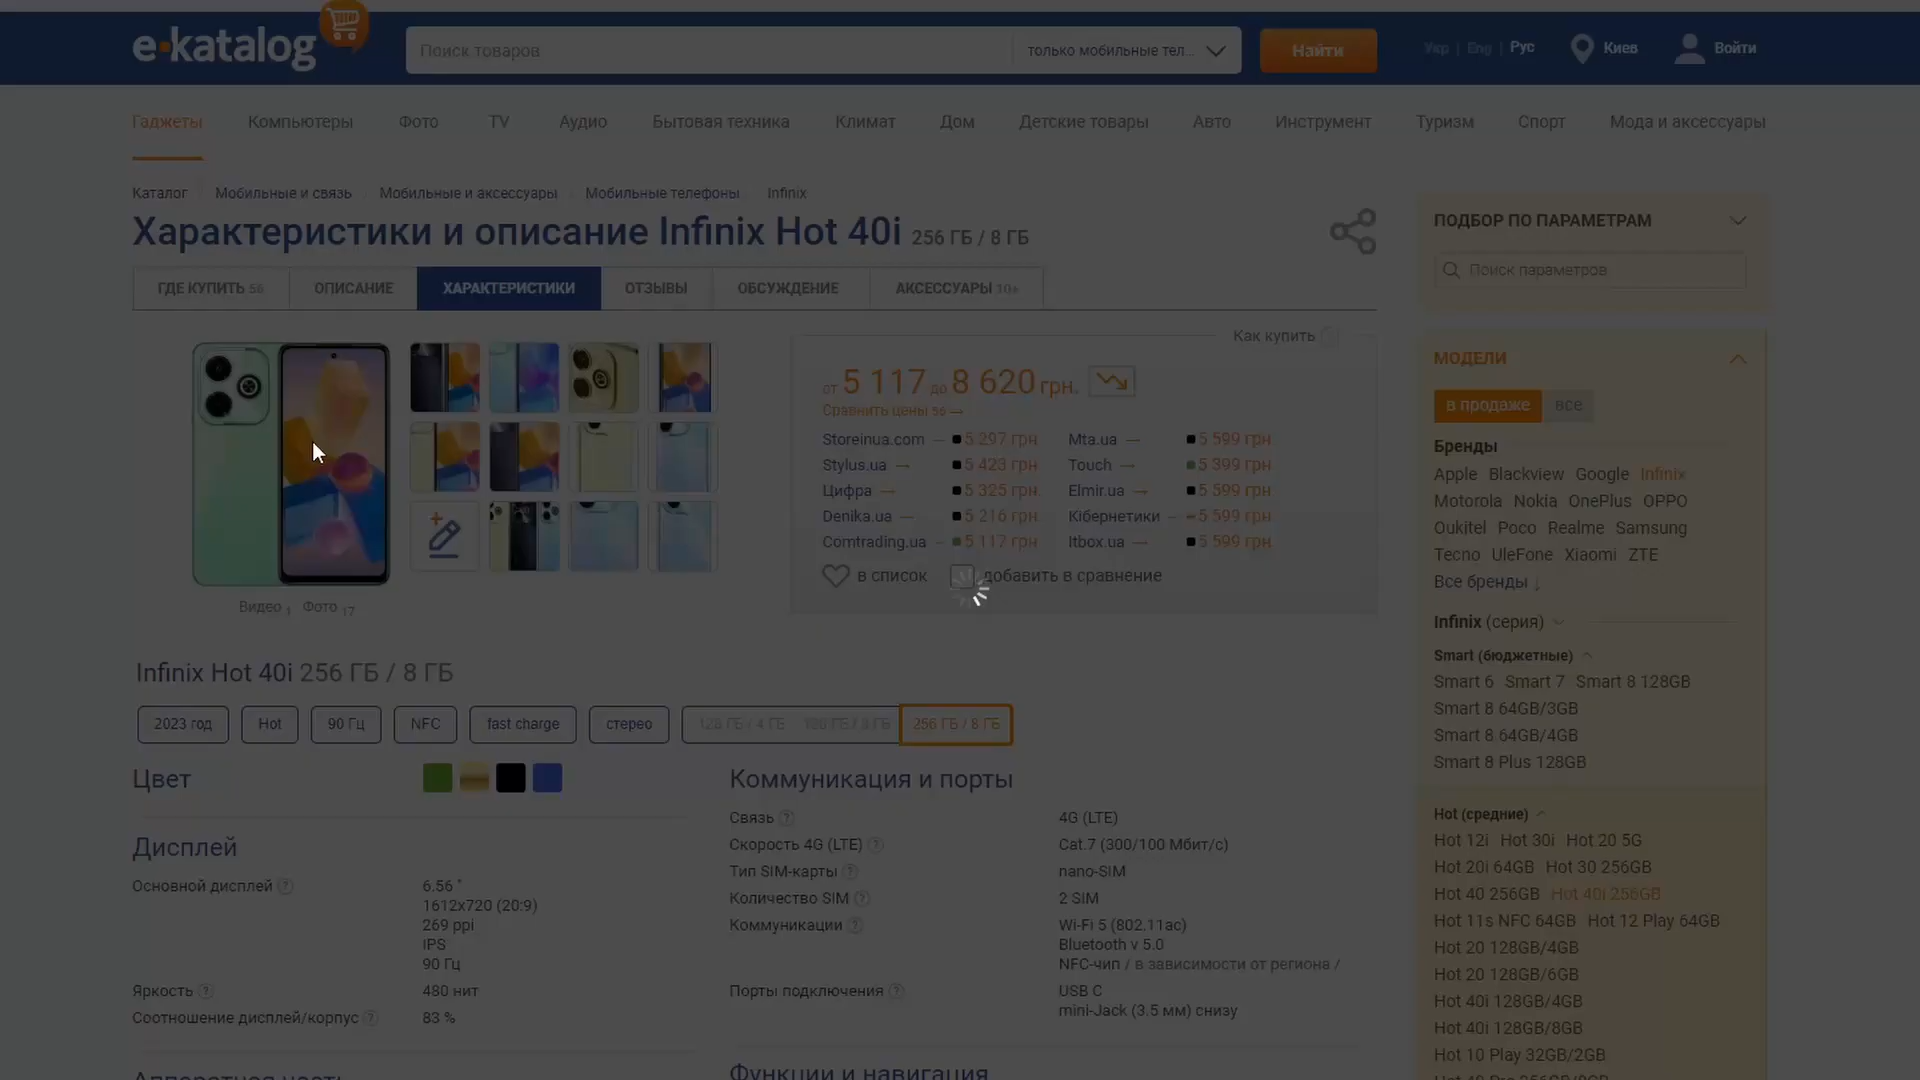 e-katalog
Поиск товаров
только мобильные тел...
Найти
Укр | Eng | Рус
Киев
Войти
Гаджеты Компьютеры Фото TV Аудио Бытовая техника Климат Дом Детские товары Авто Инструмент Туризм Спорт Мода и аксессуары
Каталог Мобильные и связь Мобильные и аксессуары Мобильные телефоны Infinix
Характеристики и описание Infinix Hot 40i 256 ГБ / 8 ГБ
ГДЕ КУПИТЬ 56 ОПИСАНИЕ ХАРАКТЕРИСТИКИ ОТЗЫВЫ ОБСУЖДЕНИЕ АКСЕССУАРЫ 10+
Как купить
от 5 117 до 8 620 грн.
Сравнить цены 56 →
Storeinua.com → 5 297 грн
Stylus.ua → 5 423 грн
Цифра → 5 325 грн
Denika.ua → 5 216 грн
Comtrading.ua → 5 117 грн
Mta.ua → 5 599 грн
Touch → 5 399 грн
Elmir.ua → 5 599 грн
Кібернетики → 5 599 грн
Itbox.ua → 5 599 грн
в список
добавить в сравнение
Видео 1 Фото 17
Infinix Hot 40i 256 ГБ / 8 ГБ
2023 год Hot 90 Гц NFC fast charge стерео 128 ГБ / 4 ГБ 128 ГБ / 8 ГБ 256 ГБ / 8 ГБ
Цвет
Дисплей
Основной дисплей ?
6.56 "
1612x720 (20:9)
269 ppi
IPS
90 Гц
Яркость ? 480 нит
Соотношение дисплей/корпус ? 83 %
Аппаратная часть
Коммуникация и порты
Связь ? 4G (LTE)
Скорость 4G (LTE) ? Cat.7 (300/100 Мбит/с)
Тип SIM-карты ? nano-SIM
Количество SIM ? 2 SIM
Коммуникации ? Wi-Fi 5 (802.11ac)
Bluetooth v 5.0
NFC-чип / в зависимости от региона /
Порты подключения ? USB C
mini-Jack (3.5 мм) снизу
Функции и навигация
ПОДБОР ПО ПАРАМЕТРАМ
Поиск параметров
МОДЕЛИ
в продаже все
Бренды
Apple Blackview Google Infinix
Motorola Nokia OnePlus OPPO
Oukitel Poco Realme Samsung
Tecno UleFone Xiaomi ZTE
Все бренды ↓
Infinix (серия)
Smart (бюджетные)
Smart 6 Smart 7 Smart 8 128GB
Smart 8 64GB/3GB
Smart 8 64GB/4GB
Smart 8 Plus 128GB
Hot (средние)
Hot 12i Hot 30i Hot 20 5G
Hot 20i 64GB Hot 30 256GB
Hot 40 256GB Hot 40i 256GB
Hot 11s NFC 64GB Hot 12 Play 64GB
Hot 20 128GB/4GB
Hot 20 128GB/6GB
Hot 40i 128GB/4GB
Hot 40i 128GB/8GB
Hot 10 Play 32GB/2GB